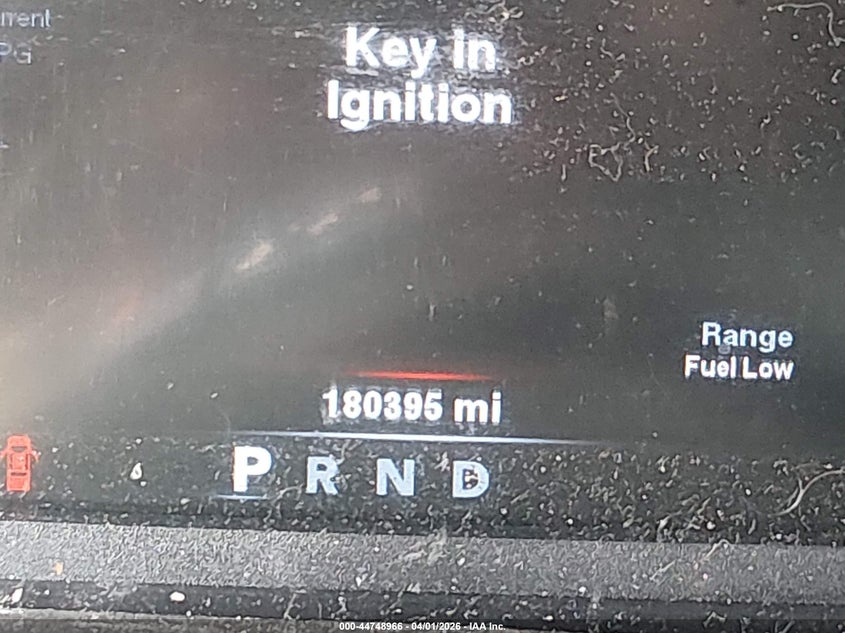 Key in
Ignition
Range
Fuel Low
180395 mi
P R N D
000-44748966 - 04/01/2026 - IAA Inc.